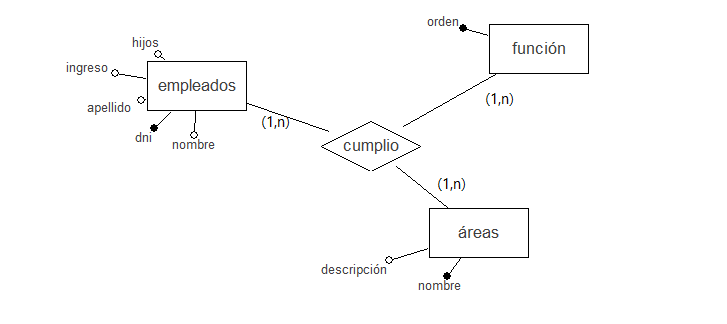 orden
función
hijos
ingreso
empleados
apellido
dni
nombre
(1,n)
(1,n)
cumplio
(1,n)
áreas
descripción
nombre